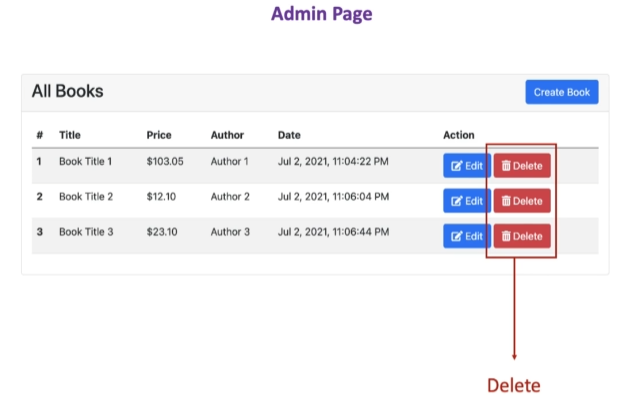 Admin Page
All Books Create Book
# Title Price Author Date Action
1 Book Title 1 $103.05 Author 1 Jul 2, 2021, 11:04:22 PM Edit Delete
2 Book Title 2 $12.10 Author 2 Jul 2, 2021, 11:06:04 PM Edit Delete
3 Book Title 3 $23.10 Author 3 Jul 2, 2021, 11:06:44 PM Edit Delete
Delete